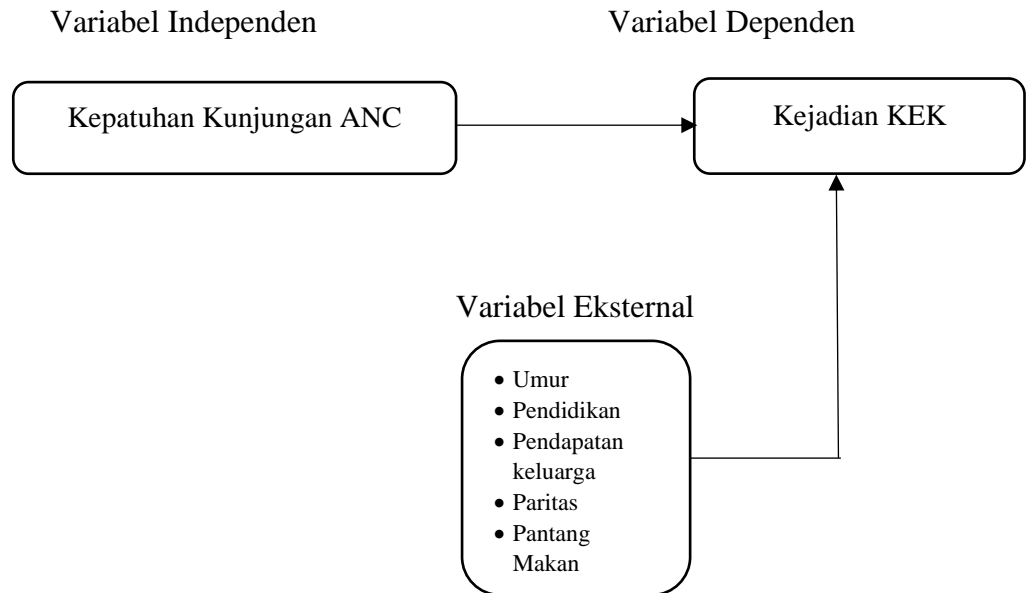 Variabel Independen
Variabel Dependen
Kepatuhan Kunjungan ANC
Kejadian KEK
Variabel Eksternal
• Umur
• Pendidikan
• Pendapatan
keluarga
• Paritas
• Pantang
Makan